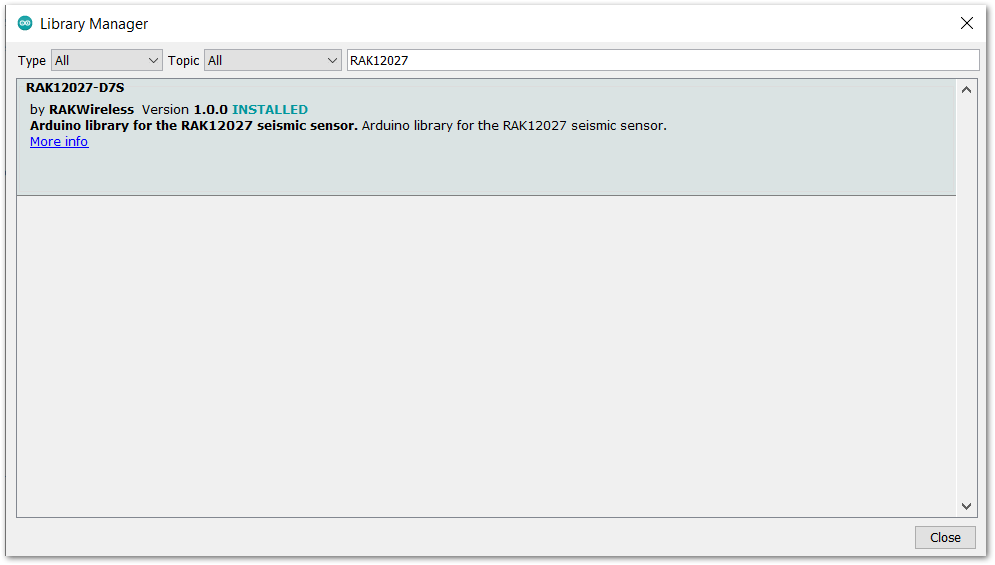 Library Manager
Type All Topic All RAK12027
RAK12027-D7S
by RAKWireless Version 1.0.0 INSTALLED
Arduino library for the RAK12027 seismic sensor. Arduino library for the RAK12027 seismic sensor.
More info
Close